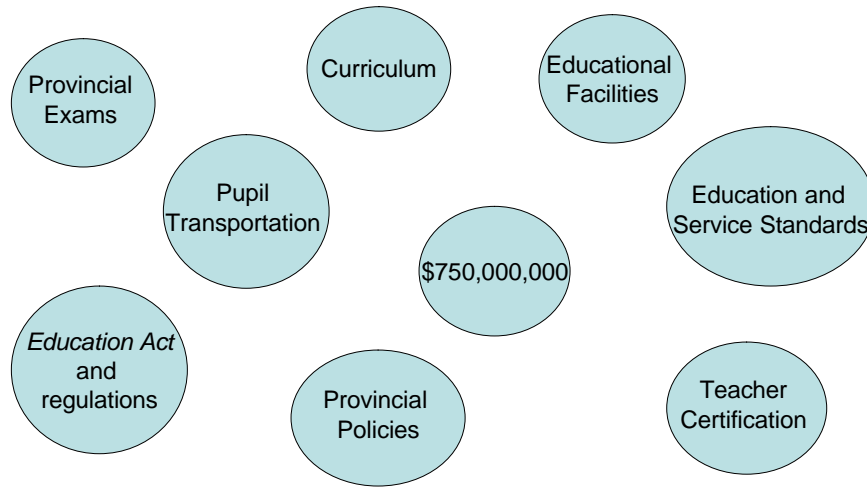 Provincial
Exams
Curriculum
Educational
Facilities
Pupil
Transportation
Education and
Service Standards
$750,000,000
Education Act
and
regulations
Provincial
Policies
Teacher
Certification